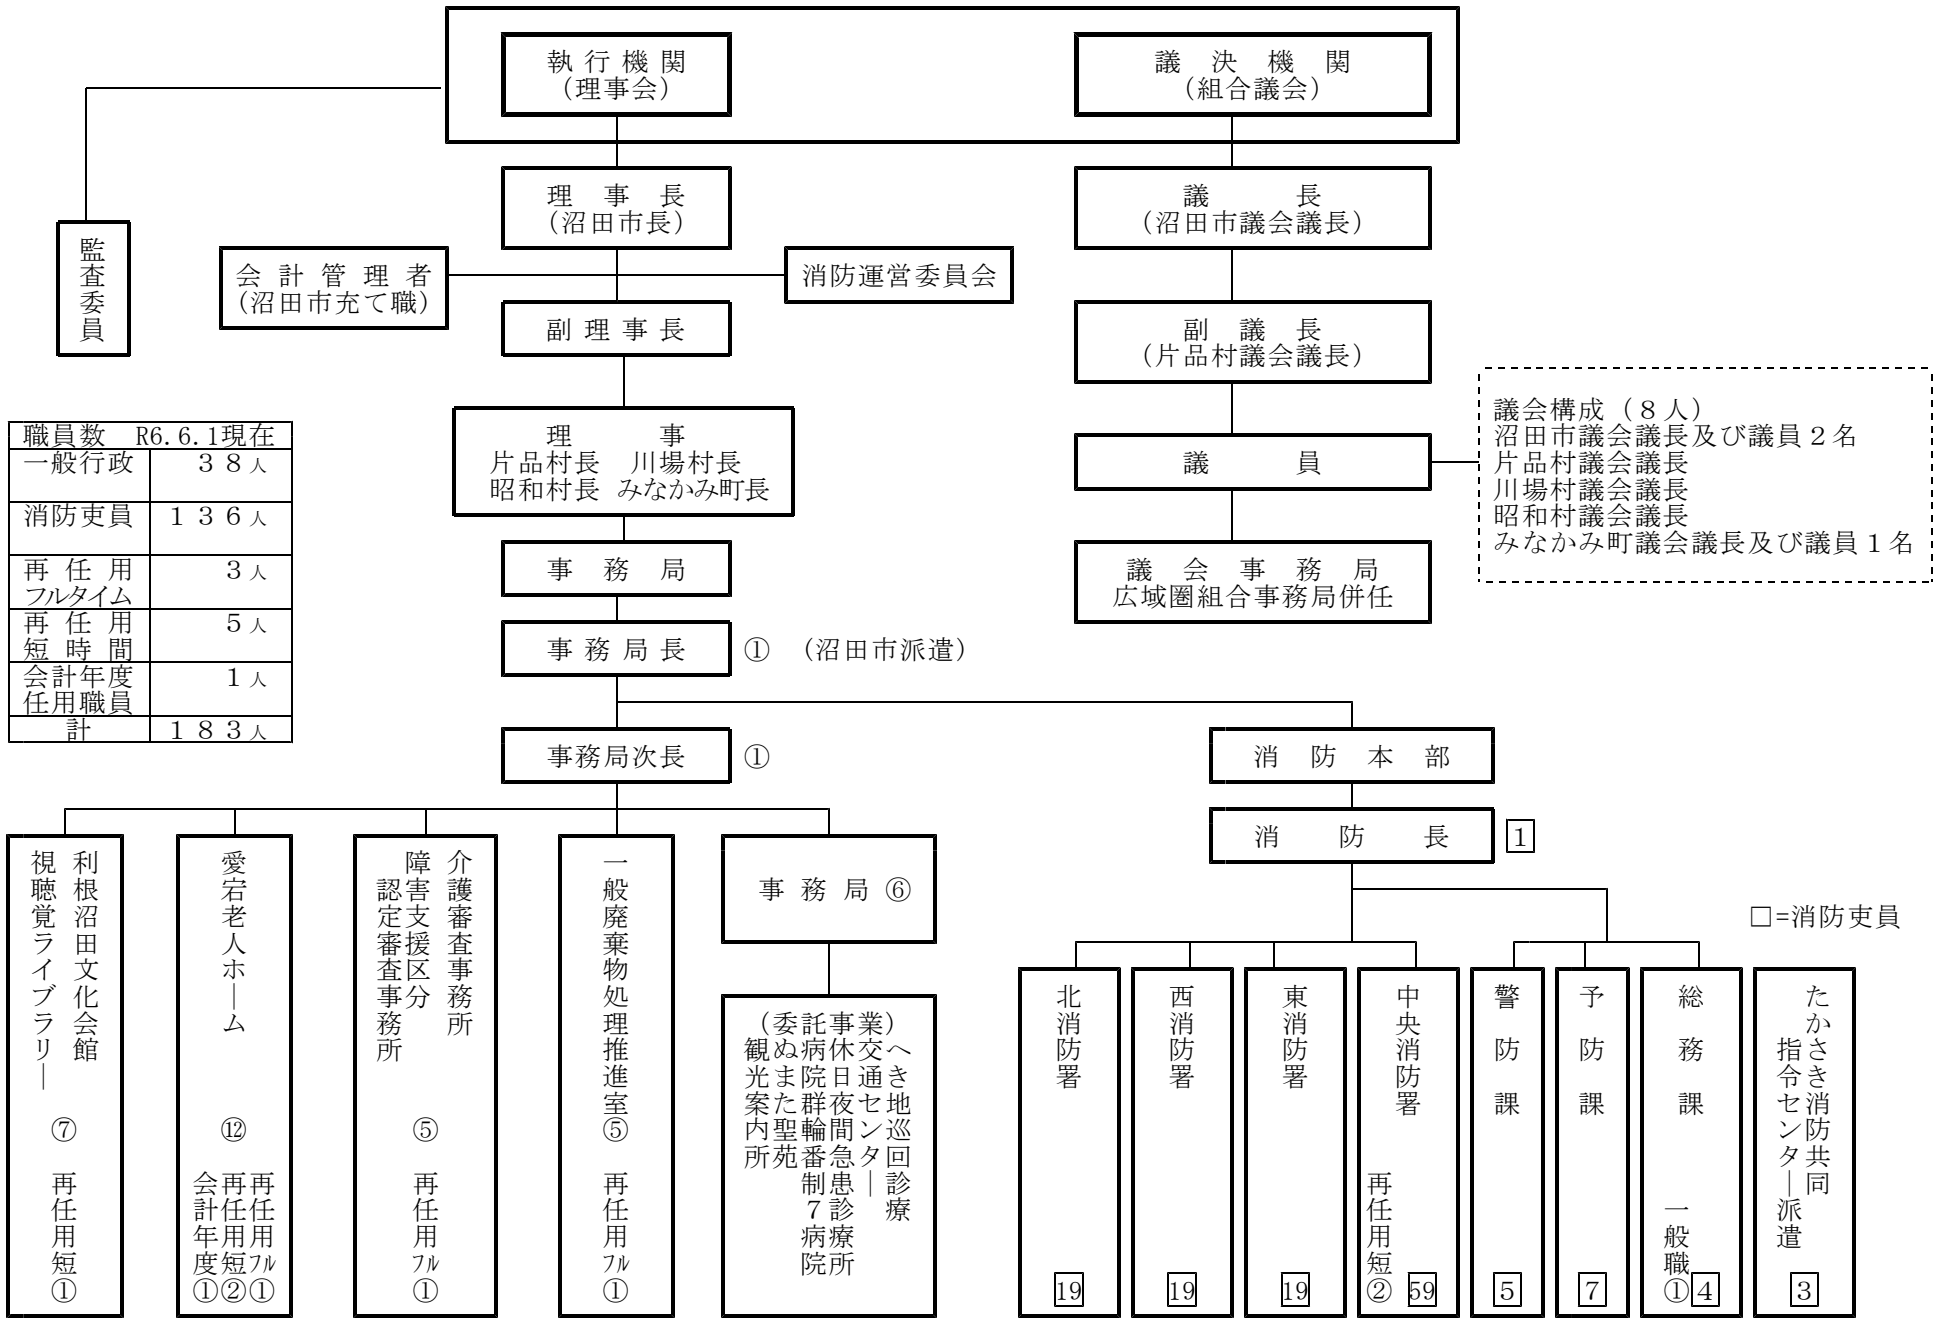 執行機関
(理事会)
議決機関
(組合議会)
理事長
(沼田市長)
議長
(沼田市議会議長)
監査委員
会計管理者
(沼田市充て職)
消防運営委員会
副理事長
副議長
(片品村議会議長)
理事
片品村長 川場村長
昭和村長 みなかみ町長
議員
議会構成（８人）
沼田市議会議長及び議員２名
片品村議会議長
川場村議会議長
昭和村議会議長
みなかみ町議会議長及び議員１名
職員数 R6.6.1現在
一般行政 ３８人
消防吏員 １３６人
再任用
フルタイム ３人
再任用
短時間 ５人
会計年度
任用職員 １人
計 １８３人
事務局
議会事務局
広域圏組合事務局併任
事務局長 ① (沼田市派遣)
事務局次長 ①
消防本部
消防長 1
利根沼田文化会館
視聴覚ライブラリー ⑦ 再任用短①
愛宕老人ホーム ⑫
再任用フル①
再任用短②
会計年度①
介護審査事務所
障害支援区分
認定審査事務所 ⑤ 再任用フル①
一般廃棄物処理推進室⑤ 再任用フル①
事務局⑥
(委託事業)
へき地巡回診療
交通センター
休日夜間急患診療所
病院群輪番制７病院
ぬまた聖苑
観光案内所
□=消防吏員
北消防署 19
西消防署 19
東消防署 19
中央消防署 再任用短② 59
警防課 5
予防課 7
総務課 一般職① 4
たかさき消防共同
指令センター派遣 3